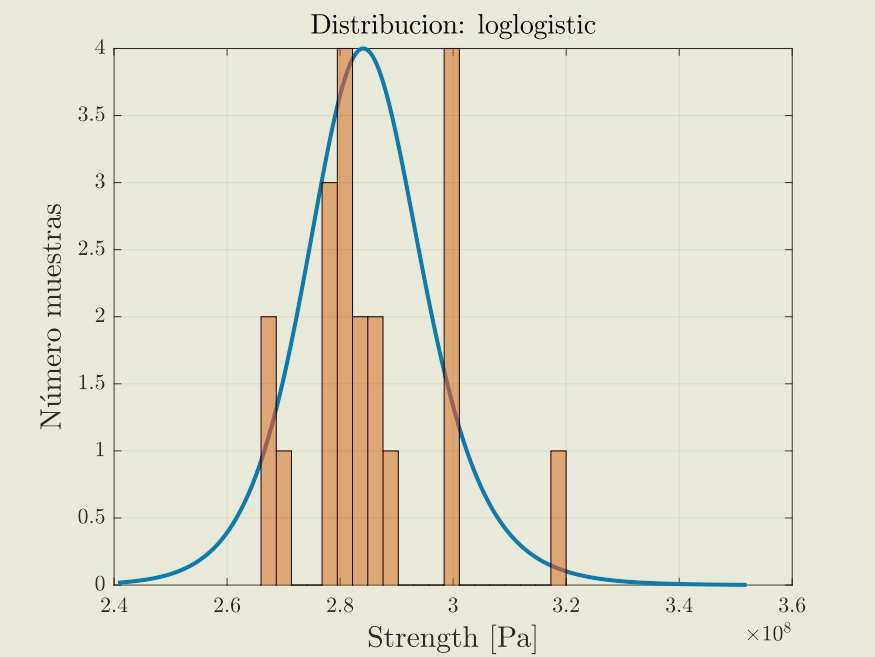 Distribucion: loglogistic
4
3.5
3
2.5
2
1.5
1
0.5
0
Número muestras
2.4 2.6 2.8 3 3.2 3.4 3.6
×10⁸
Strength [Pa]